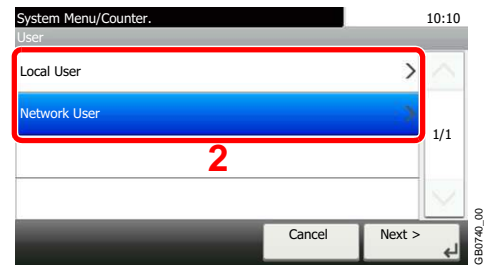 System Menu/Counter. 10:10
User
Local User
Network User
1/1
2
Cancel Next >
GB0740_00